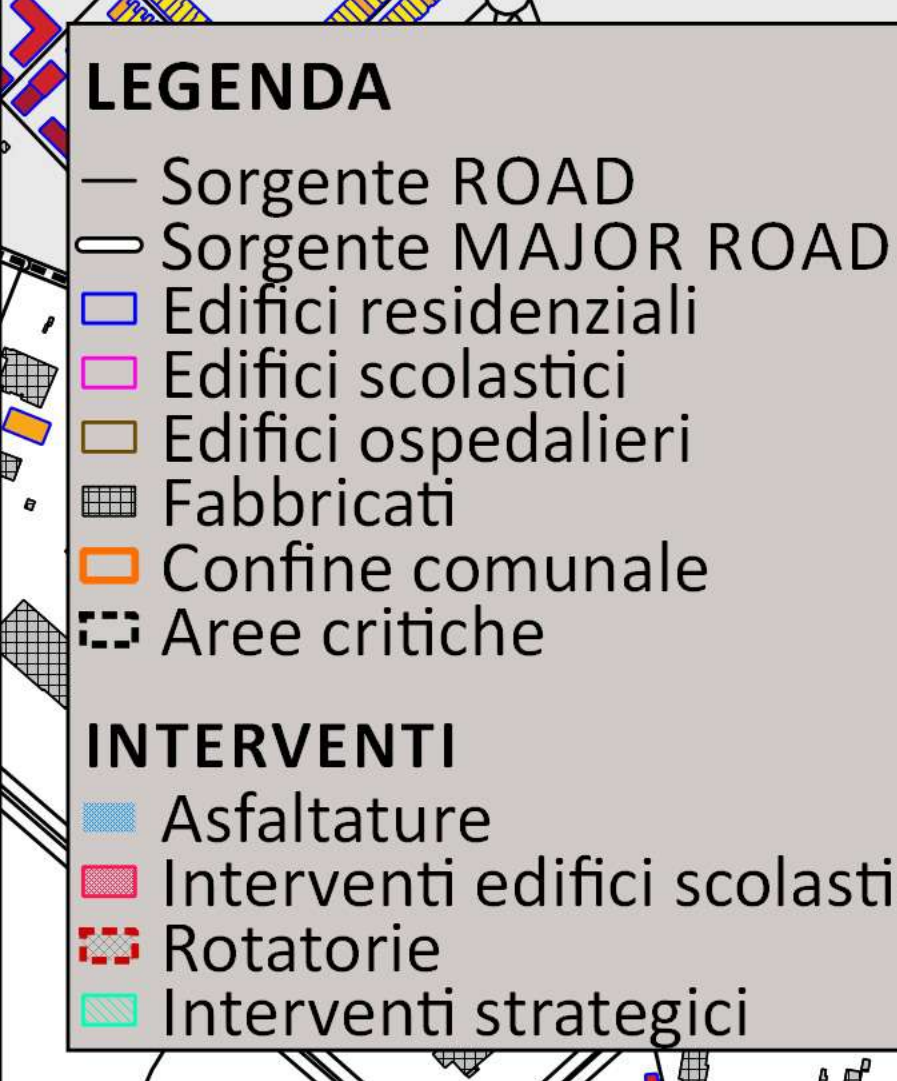 LEGENDA
Sorgente ROAD
Sorgente MAJOR ROAD
Edifici residenziali
Edifici scolastici
Edifici ospedalieri
Fabbricati
Confine comunale
Aree critiche
INTERVENTI
Asfaltature
Interventi edifici scolasti
Rotatorie
Interventi strategici